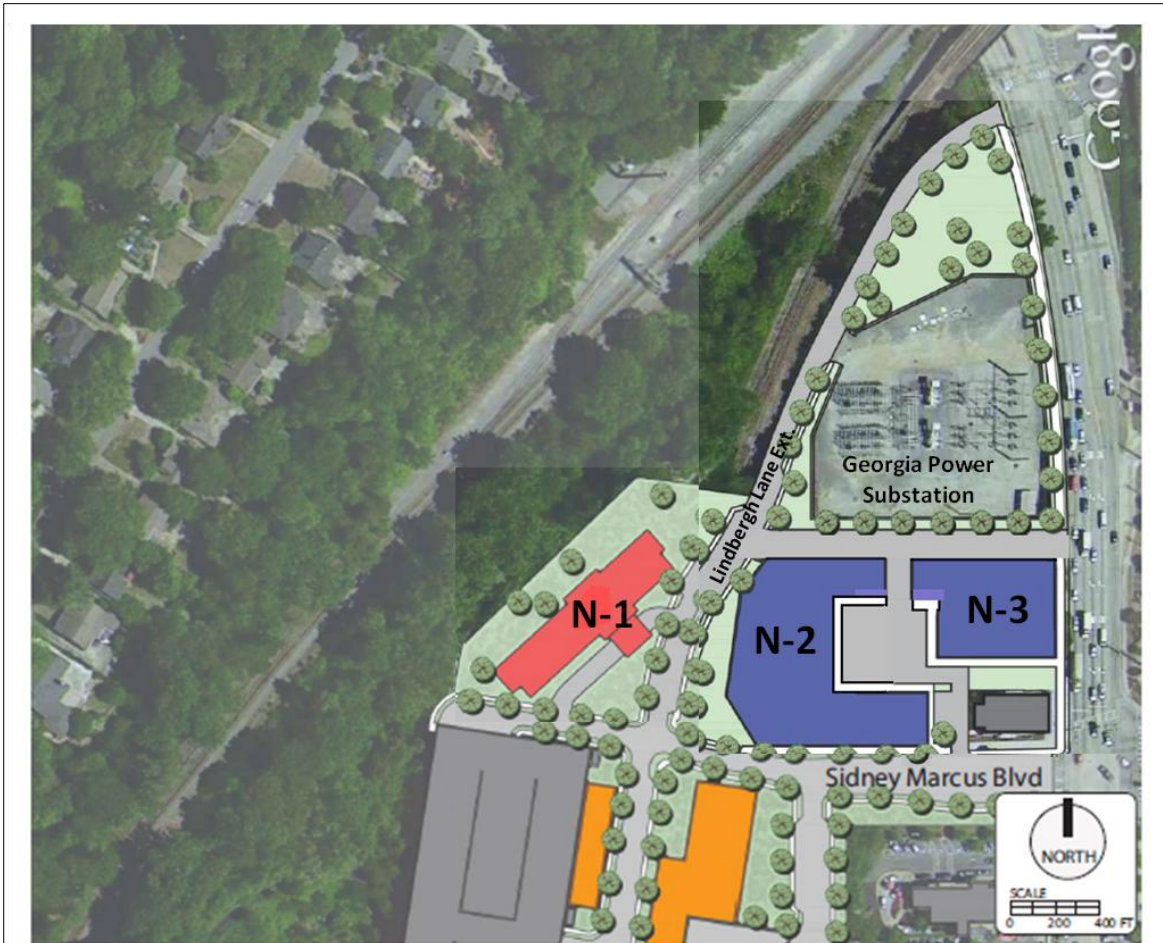 Google
Lindbergh Lane Ext.
Georgia Power
Substation
N-1
N-2
N-3
Sidney Marcus Blvd
NORTH
SCALE
0 200 400 FT